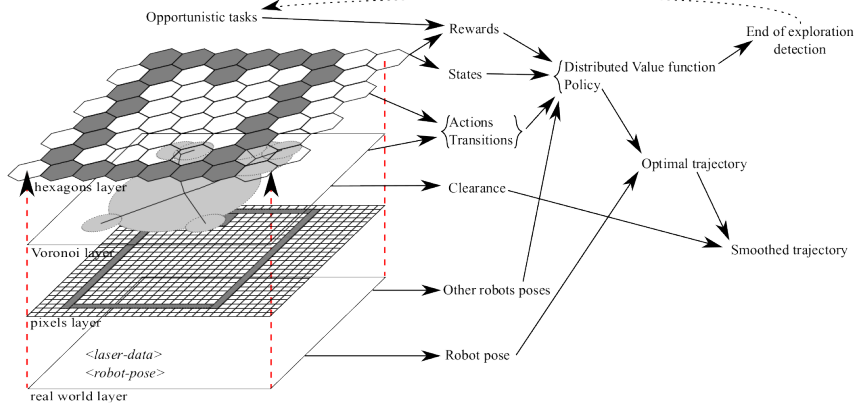 Opportunistic tasks
Rewards
End of exploration
detection
States
Distributed Value function
Policy
Actions
Transitions
Optimal trajectory
hexagons layer
Clearance
Voronoi layer
Smoothed trajectory
Other robots poses
pixels layer
<laser-data>
Robot pose
<robot-pose>
real world layer